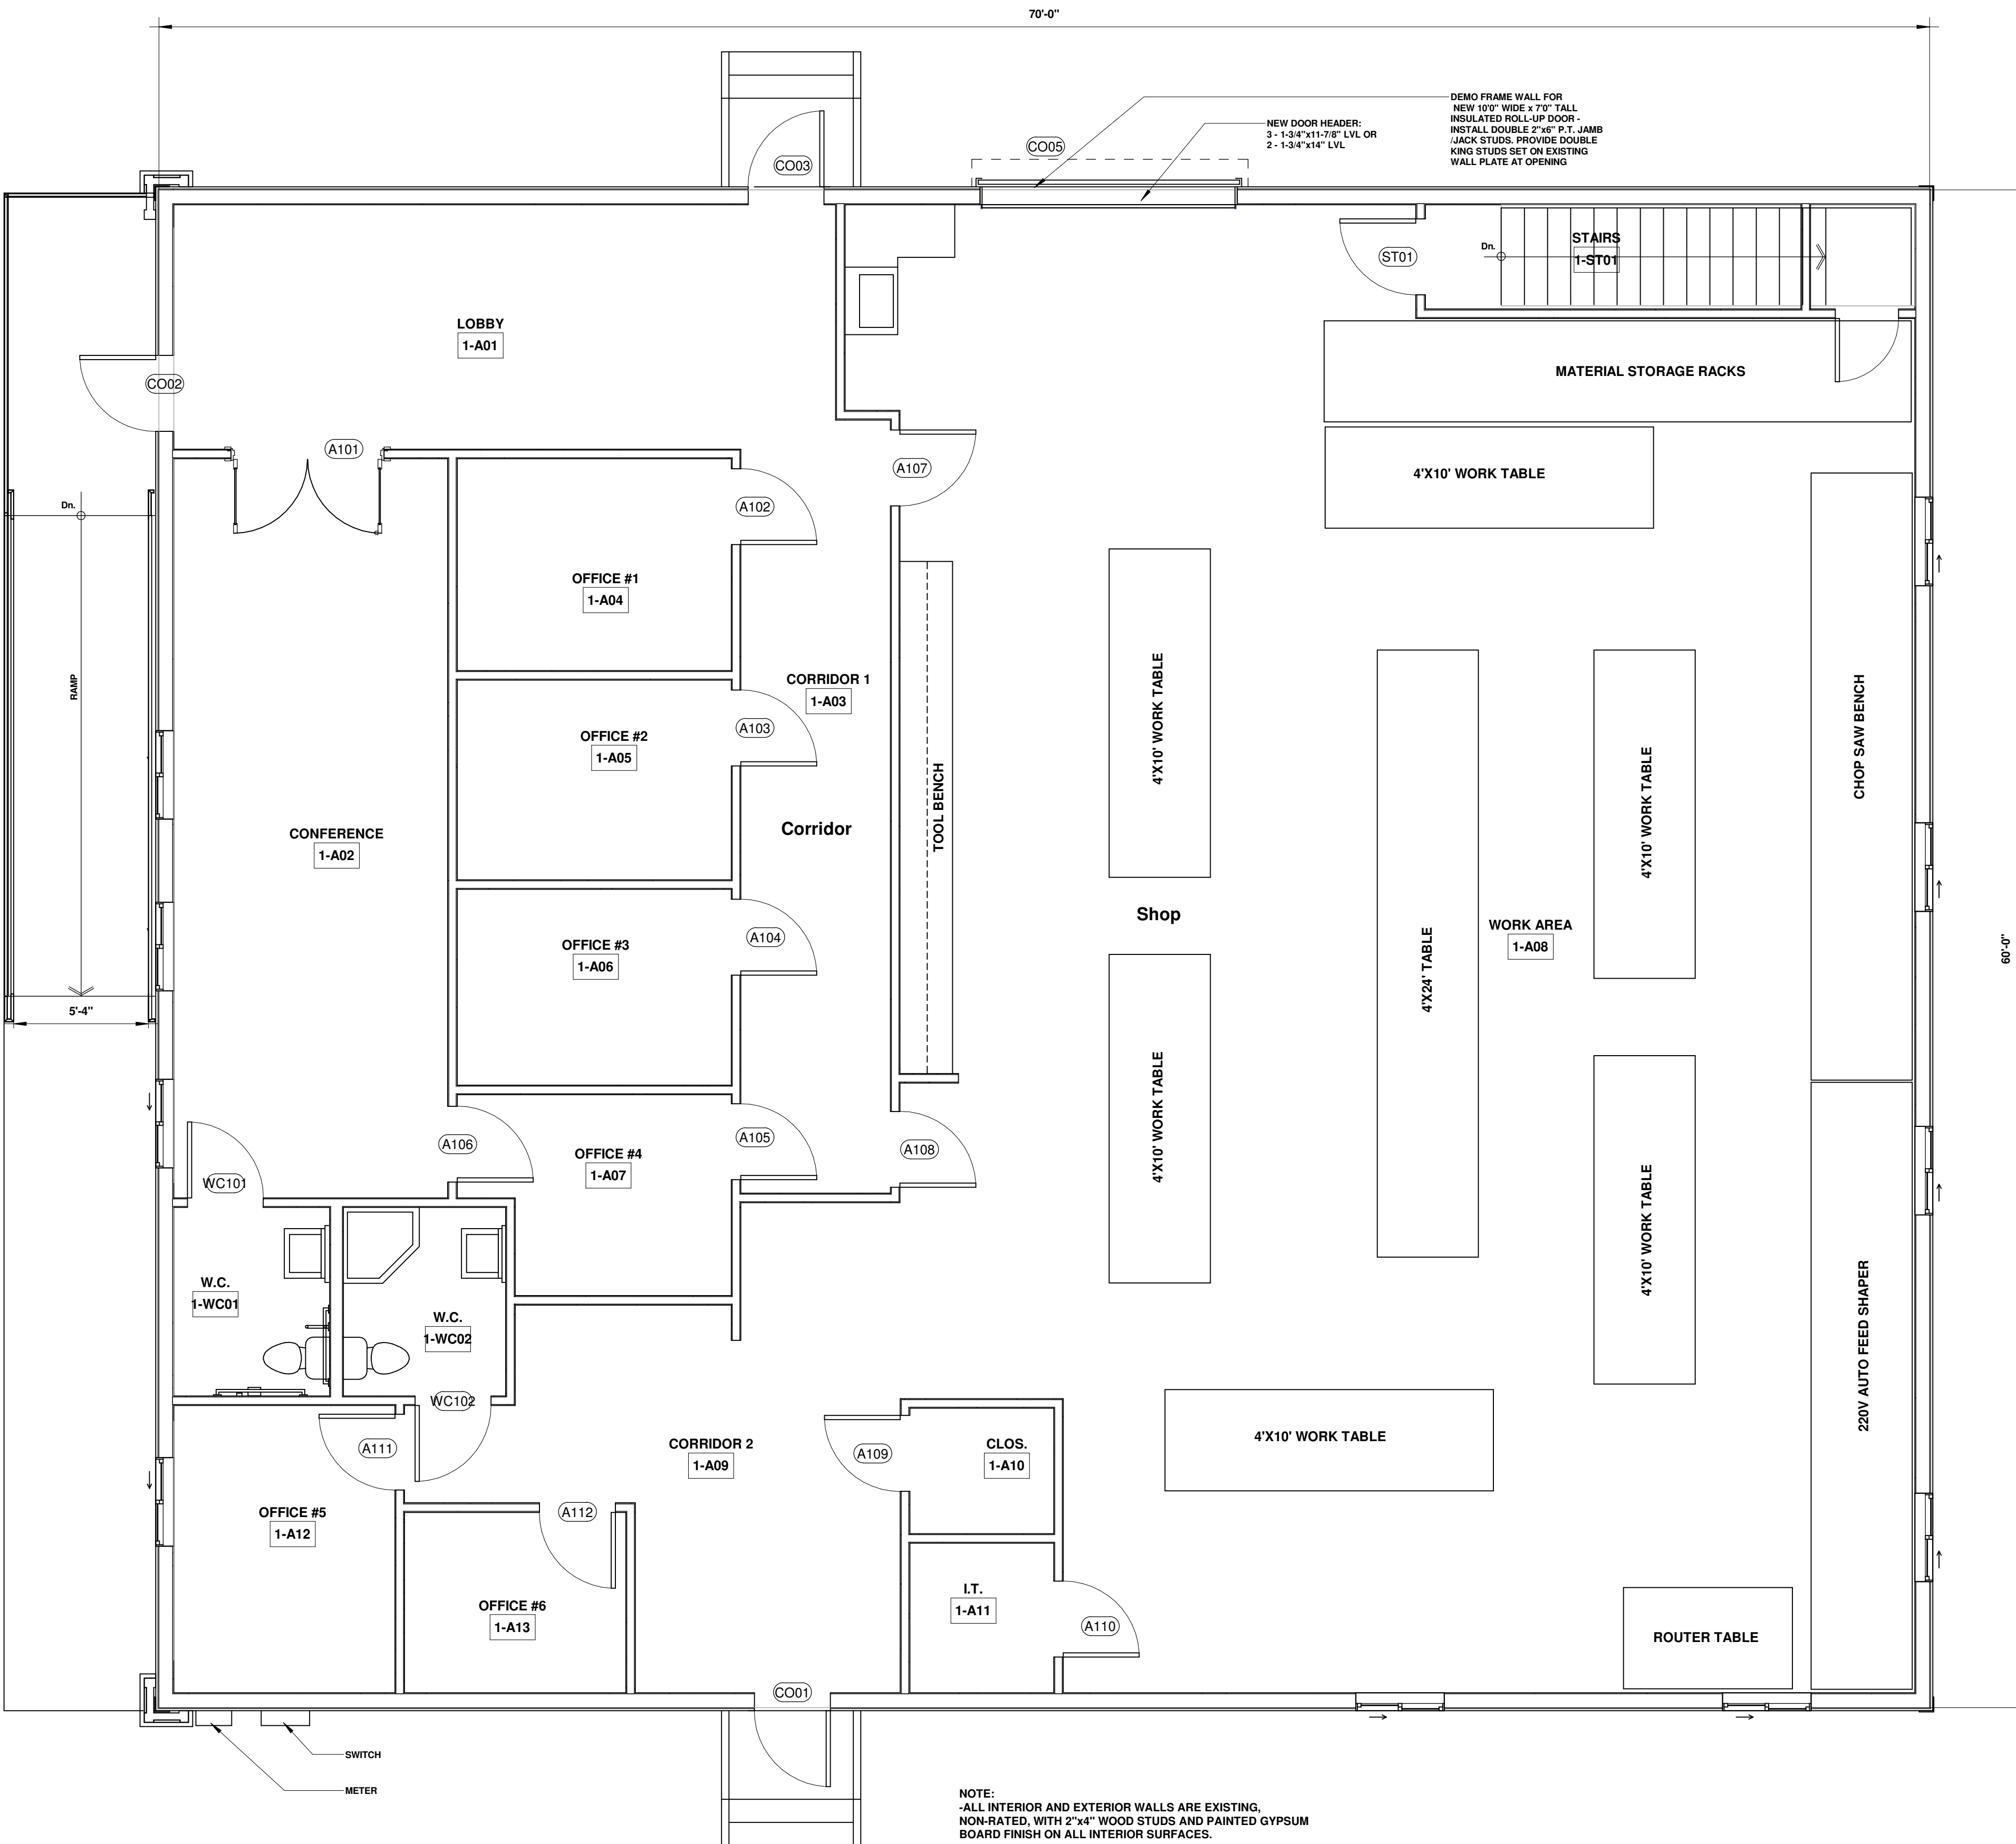 70'-0"
DEMO FRAME WALL FOR
NEW 10'0" WIDE x 7'0" TALL
INSULATED ROLL-UP DOOR -
INSTALL DOUBLE 2"x6" P.T. JAMB
/JACK STUDS. PROVIDE DOUBLE
KING STUDS SET ON EXISTING
WALL PLATE AT OPENING
NEW DOOR HEADER:
3 - 1-3/4"x11-7/8" LVL OR
2 - 1-3/4"x14" LVL
CO05
CO03
STAIRS
1-ST01
Dn.
ST01
LOBBY
1-A01
CO02
MATERIAL STORAGE RACKS
A101
A107
4'X10' WORK TABLE
A102
Dn.
OFFICE #1
1-A04
CORRIDOR 1
1-A03
RAMP
4'X10' WORK TABLE
CHOP SAW BENCH
OFFICE #2
1-A05
A103
TOOL BENCH
4'X10' WORK TABLE
CONFERENCE
1-A02
Corridor
Shop
WORK AREA
1-A08
60'-0"
OFFICE #3
1-A06
A104
4'X24' TABLE
5'-4"
A106
A105
A108
4'X10' WORK TABLE
OFFICE #4
1-A07
WC101
4'X10' WORK TABLE
W.C.
1-WC01
W.C.
1-WC02
220V AUTO FEED SHAPER
WC102
A111
CORRIDOR 2
1-A09
A109
CLOS.
1-A10
4'X10' WORK TABLE
OFFICE #5
1-A12
A112
OFFICE #6
1-A13
I.T.
1-A11
A110
ROUTER TABLE
CO01
SWITCH
METER
NOTE:
-ALL INTERIOR AND EXTERIOR WALLS ARE EXISTING,
NON-RATED, WITH 2"x4" WOOD STUDS AND PAINTED GYPSUM
BOARD FINISH ON ALL INTERIOR SURFACES.